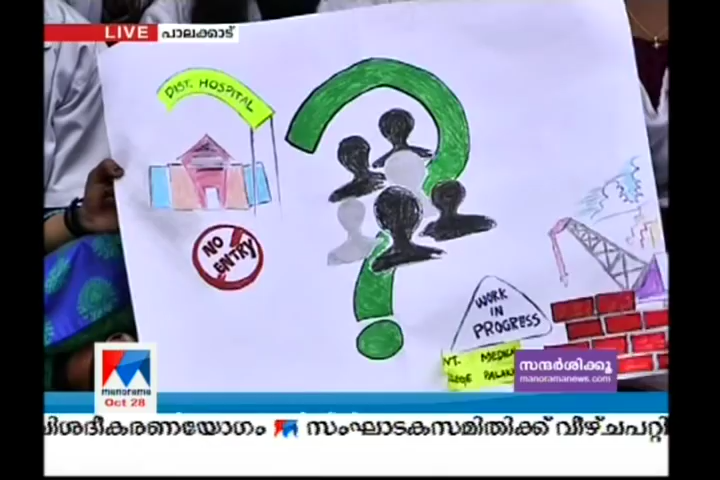 LIVE
പാലക്കാട്
DIST. HOSPITAL
NO
ENTRY
WORK
IN
PROGRESS
സന്ദർശിക്കൂ
manoramanews.com
manorama
Oct 28
സംഘാടകസമിതിക്ക് വീഴ്ചപറ്റി